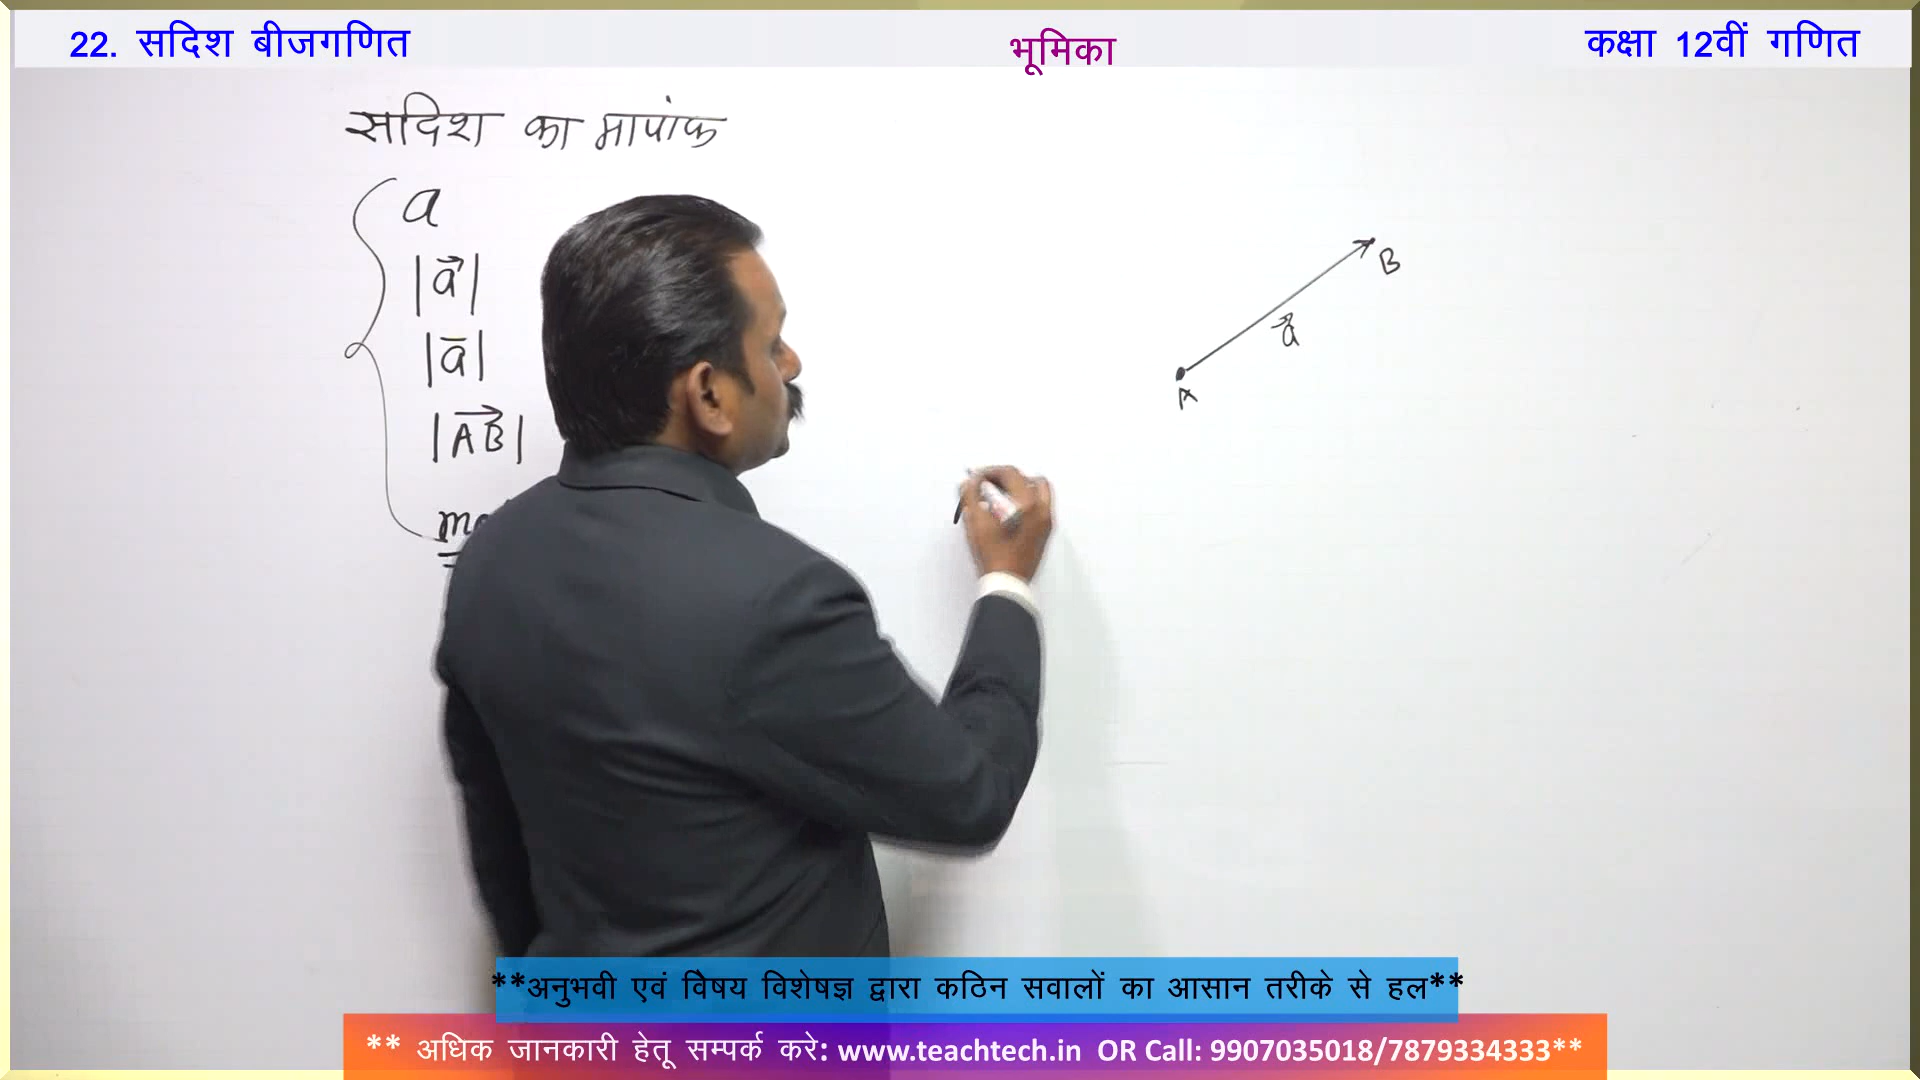 22. सदिश बीजगणित
भूमिका
कक्षा 12वीं गणित
सदिश का मापांक
a
|a⃗|
|a̅|
|A⃗B⃗|
B
a⃗
A
**अनुभवी एवं विषय विशेषज्ञ द्वारा कठिन सवालों का आसान तरीके से हल**
** अधिक जानकारी हेतू सम्पर्क करे: www.teachtech.in OR Call: 9907035018/7879334333**